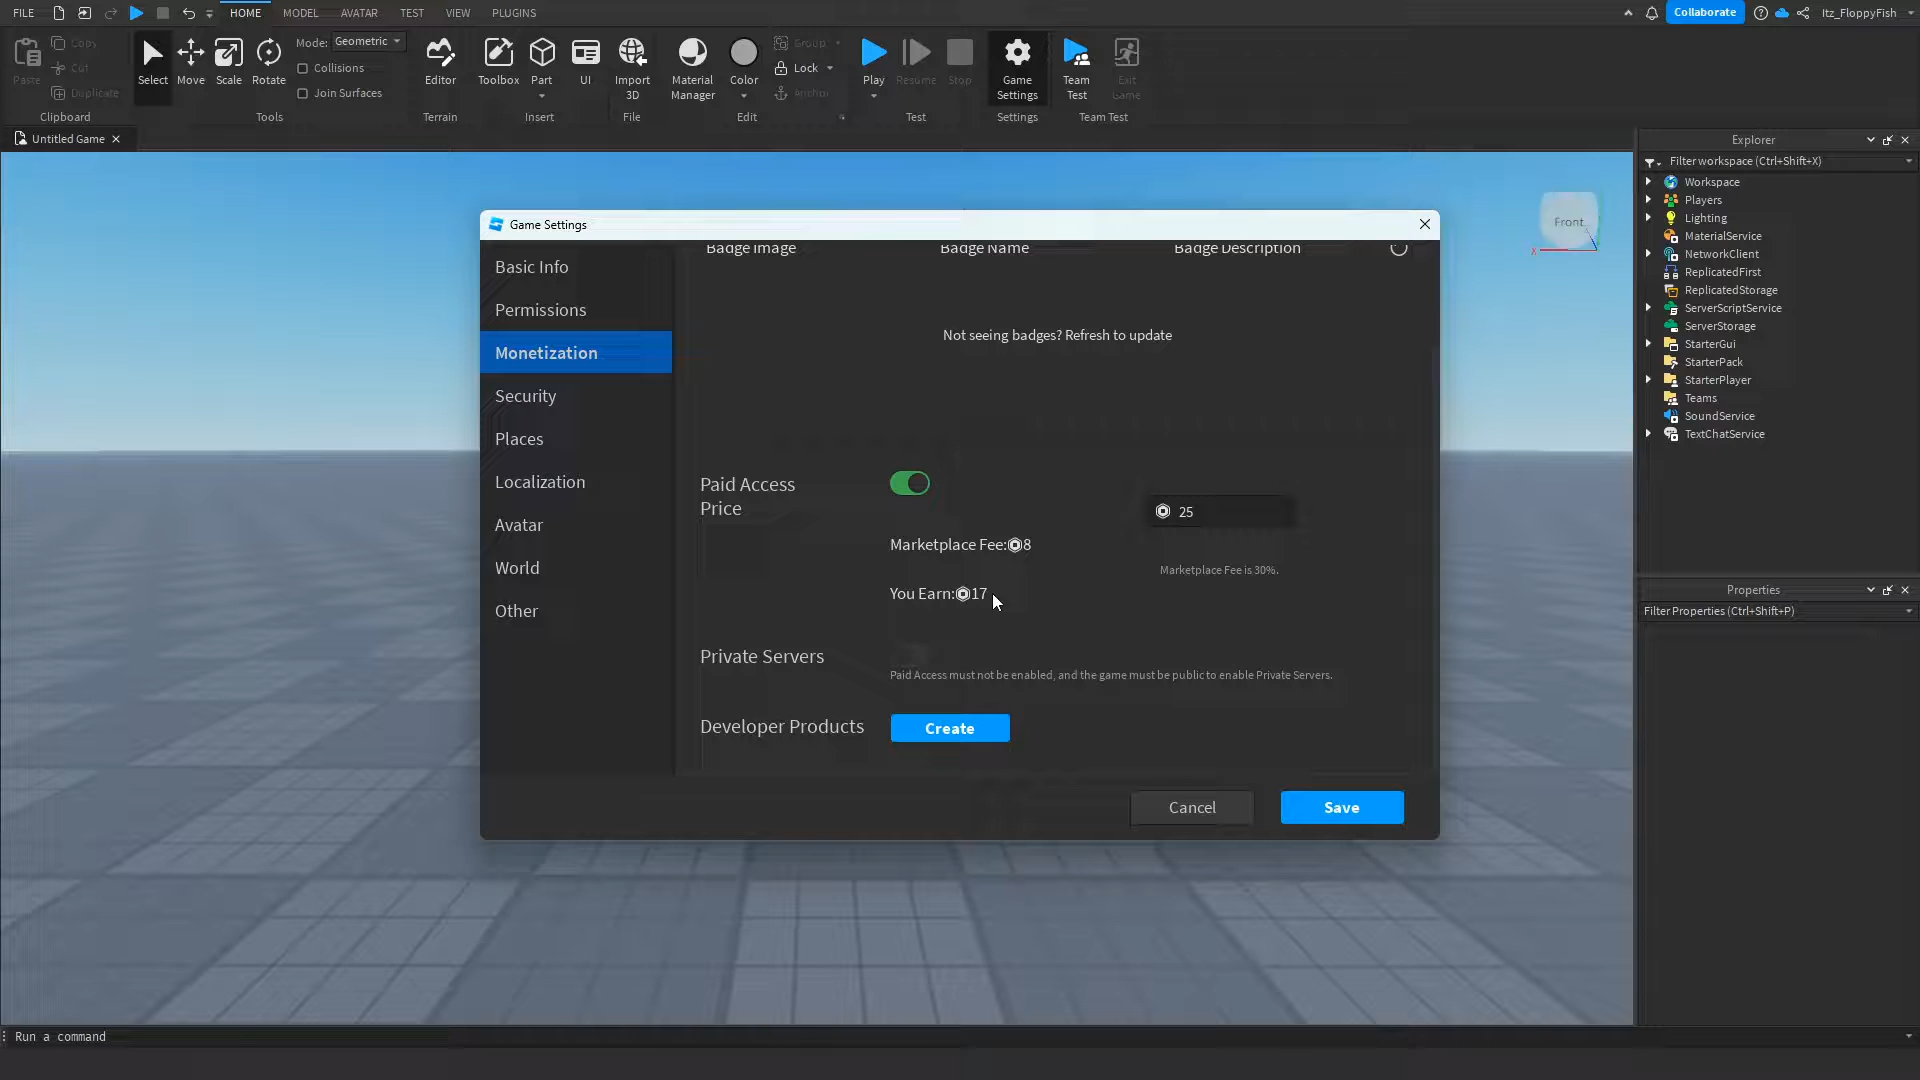 FILE
HOME
MODEL
AVATAR
TEST
VIEW
PLUGINS
Collaborate
Itz_FloppyFish
Paste
Copy
Cut
Duplicate
Clipboard
Select
Move
Scale
Rotate
Mode: Geometric
Collisions
Join Surfaces
Tools
Editor
Terrain
Toolbox
Part
UI
Insert
Import
3D
File
Material
Manager
Color
Group
Lock
Anchor
Edit
Play
Resume
Stop
Test
Game
Settings
Settings
Team
Test
Exit
Game
Team Test
Untitled Game
Front
X
Game Settings
Basic Info
Permissions
Monetization
Security
Places
Localization
Avatar
World
Other
Badge Image
Badge Name
Badge Description
Not seeing badges? Refresh to update
Paid Access
Price
25
Marketplace Fee: 8
Marketplace Fee is 30%.
You Earn: 17
Private Servers
Paid Access must not be enabled, and the game must be public to enable Private Servers.
Developer Products
Create
Cancel
Save
Explorer
Filter workspace (Ctrl+Shift+X)
Workspace
Players
Lighting
MaterialService
NetworkClient
ReplicatedFirst
ReplicatedStorage
ServerScriptService
ServerStorage
StarterGui
StarterPack
StarterPlayer
Teams
SoundService
TextChatService
Properties
Filter Properties (Ctrl+Shift+P)
Run a command